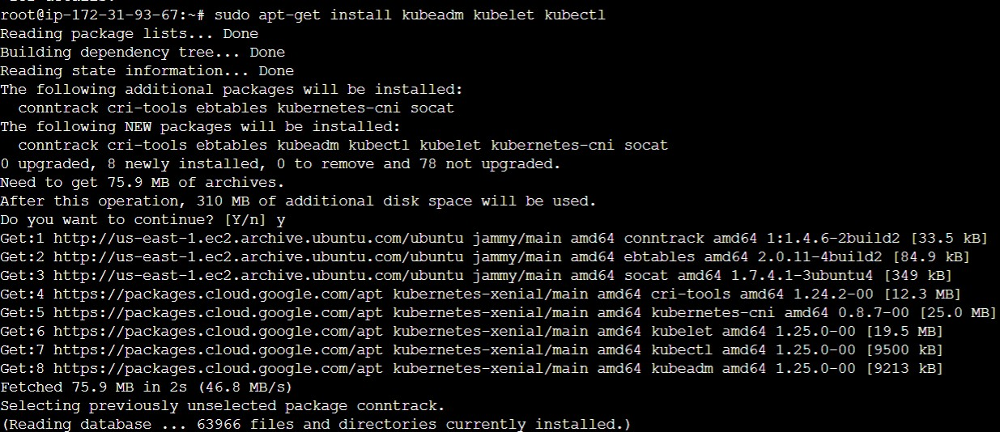 root@ip-172-31-93-67:~# sudo apt-get install kubeadm kubelet kubectl
Reading package lists... Done
Building dependency tree... Done
Reading state information... Done
The following additional packages will be installed:
  conntrack cri-tools ebtables kubernetes-cni socat
The following NEW packages will be installed:
  conntrack cri-tools ebtables kubeadm kubectl kubelet kubernetes-cni socat
0 upgraded, 8 newly installed, 0 to remove and 78 not upgraded.
Need to get 75.9 MB of archives.
After this operation, 310 MB of additional disk space will be used.
Do you want to continue? [Y/n] y
Get:1 http://us-east-1.ec2.archive.ubuntu.com/ubuntu jammy/main amd64 conntrack amd64 1:1.4.6-2build2 [33.5 kB]
Get:2 http://us-east-1.ec2.archive.ubuntu.com/ubuntu jammy/main amd64 ebtables amd64 2.0.11-4build2 [84.9 kB]
Get:3 http://us-east-1.ec2.archive.ubuntu.com/ubuntu jammy/main amd64 socat amd64 1.7.4.1-3ubuntu4 [349 kB]
Get:4 https://packages.cloud.google.com/apt kubernetes-xenial/main amd64 cri-tools amd64 1.24.2-00 [12.3 MB]
Get:5 https://packages.cloud.google.com/apt kubernetes-xenial/main amd64 kubernetes-cni amd64 0.8.7-00 [25.0 MB]
Get:6 https://packages.cloud.google.com/apt kubernetes-xenial/main amd64 kubelet amd64 1.25.0-00 [19.5 MB]
Get:7 https://packages.cloud.google.com/apt kubernetes-xenial/main amd64 kubectl amd64 1.25.0-00 [9500 kB]
Get:8 https://packages.cloud.google.com/apt kubernetes-xenial/main amd64 kubeadm amd64 1.25.0-00 [9213 kB]
Fetched 75.9 MB in 2s (46.8 MB/s)
Selecting previously unselected package conntrack.
(Reading database ... 63966 files and directories currently installed.)